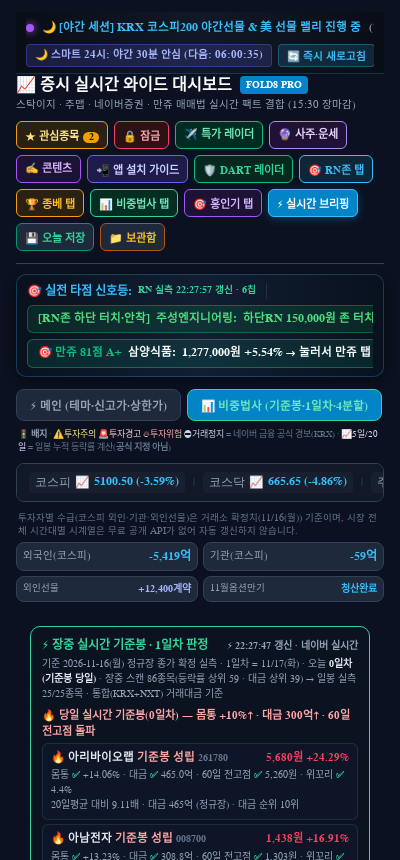 🌙 [야간 세션] KRX 코스피200 야간선물 & 美 선물 랠리 진행 중
🌙 스마트 24시: 야간 30분 안심 (다음: 06:00:35)
🔄 즉시 새로고침
📈 증시 실시간 와이드 대시보드 FOLD8 PRO
스탁이지 · 주맵 · 네이버증권 · 만쥬 매매법 실시간 팩트 결합 (15:30 장마감)
★ 관심종목 2
🔒 잠금
✈️ 특가 레이더
🔮 사주·운세
✍️ 콘텐츠
📲 앱 설치 가이드
🛡️ DART 레이더
🎯 RN존 탭
🏆 종베 탭
📊 비중법사 탭
🎯 홍인기 탭
⚡ 실시간 브리핑
💾 오늘 저장
📁 보관함
🎯 실전 타점 신호등: RN 실측 22:27:57 갱신 · 6칩
[RN존 하단 터치·안착] 주성엔지니어링: 하단RN 150,000원 존 터치
🎯 만쥬 81점 A+ 삼양식품: 1,277,000원 +5.54% → 눌러서 만쥬 탭
⚡ 메인 (테마·신고가·상한가)
📊 비중법사 (기준봉·1일차·4분할)
🚦 배지 · ⚠️투자주의 🚨투자경고 ⛔투자위험 ⛔거래정지 = 네이버 금융 공식 경보(KRX) · 📈5일/20
일 = 일봉 누적 등락률 계산(공식 지정 아님)
코스피 📈 5100.50 (-3.59%)
코스닥 📈 665.65 (-4.86%)
투자자별 수급(코스피 외인·기관·외인선물)은 거래소 확정치(11/16(월)) 기준이며, 시장 전
체 시간대별 시계열은 무료 공개 API가 없어 자동 갱신하지 않습니다.
외국인(코스피) -5,419억
기관(코스피) -59억
외인선물 +12,400계약
11월옵션만기 청산완료
⚡ 장중 실시간 기준봉 · 1일차 판정 ⚡ 22:27:47 갱신 · 네이버 실시간
기준 2026-11-16(월) 정규장 종가 확정 실측 · 1일차 = 11/17(화) · 오늘 0일차
(기준봉 당일) · 장중 스캔 86종목(등락률 상위 59 · 대금 상위 39) → 일봉 실측
25/25종목 · 통합(KRX+NXT) 거래대금 기준
🔥 당일 실시간 기준봉(0일차) — 몸통 +10%↑ · 대금 300억↑ · 60일
전고점 돌파
🔥 아리바이오랩 기준봉 성립 261780 5,680원 +24.29%
몸통 ✅ +14.06% · 대금 ✅ 465.0억 · 60일 전고점 ✅ 5,260원 · 위꼬리 ✅
4.4%
20일평균 대비 9.11배 · 대금 465억 (정규장) · 대금 순위 10위
🔥 아남전자 기준봉 성립 008700 1,438원 +16.91%
몸통 ✅ +13.23% · 대금 ✅ 308.8억 · 60일 전고점 ✅ 1,303원 · 위꼬리 ✅